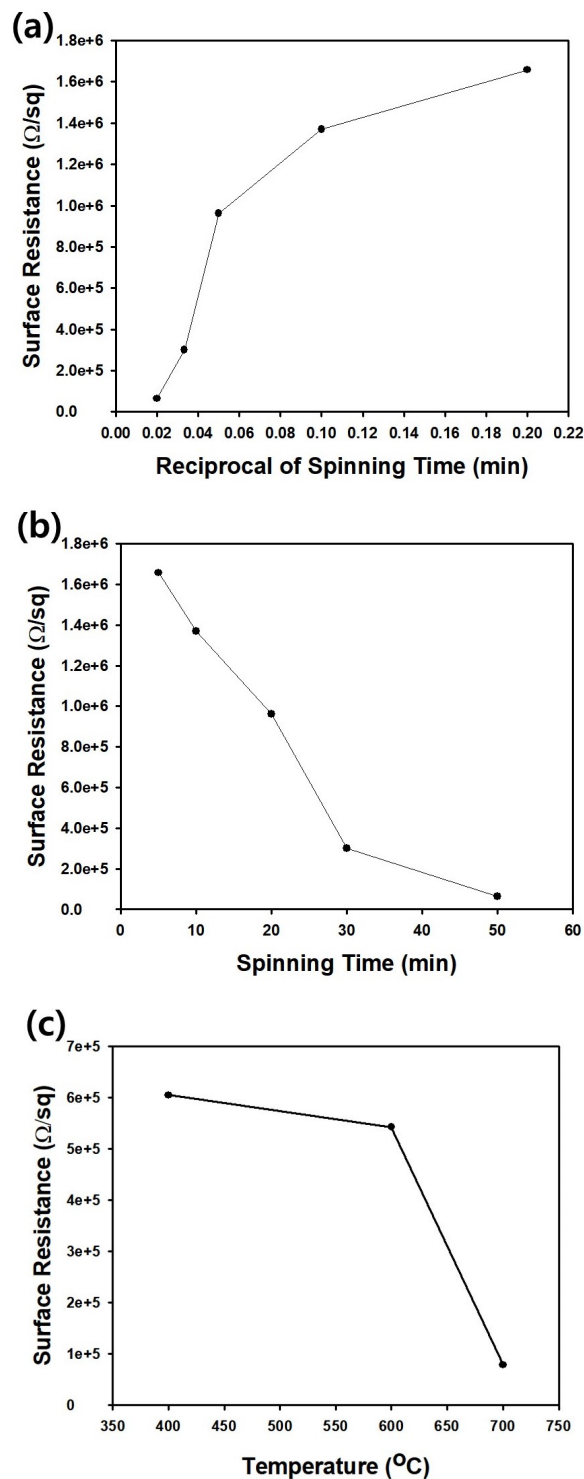 (a)
Surface Resistance (Ω/sq)
1.8e+6
1.6e+6
1.4e+6
1.2e+6
1.0e+6
8.0e+5
6.0e+5
4.0e+5
2.0e+5
0.0
0.00 0.02 0.04 0.06 0.08 0.10 0.12 0.14 0.16 0.18 0.20 0.22
Reciprocal of Spinning Time (min)
(b)
Surface Resistance (Ω/sq)
1.8e+6
1.6e+6
1.4e+6
1.2e+6
1.0e+6
8.0e+5
6.0e+5
4.0e+5
2.0e+5
0.0
0 10 20 30 40 50 60
Spinning Time (min)
(c)
Surface Resistance (Ω/sq)
7e+5
6e+5
5e+5
4e+5
3e+5
2e+5
1e+5
0
350 400 450 500 550 600 650 700 750
Temperature (ºC)